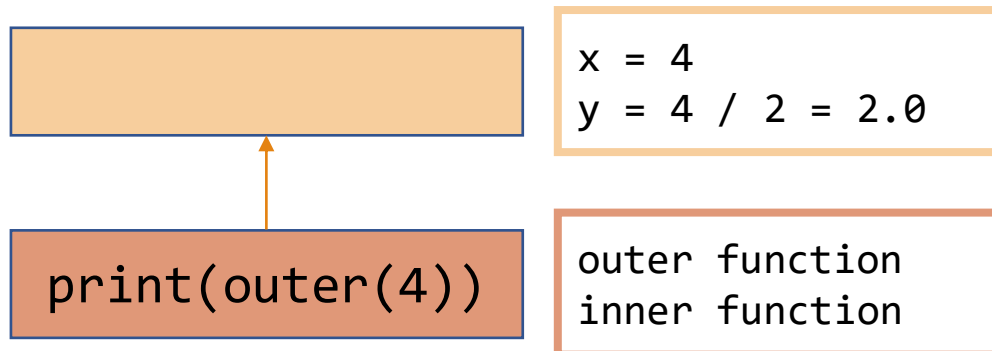 x = 4
y = 4 / 2 = 2.0
print(outer(4))
outer function
inner function